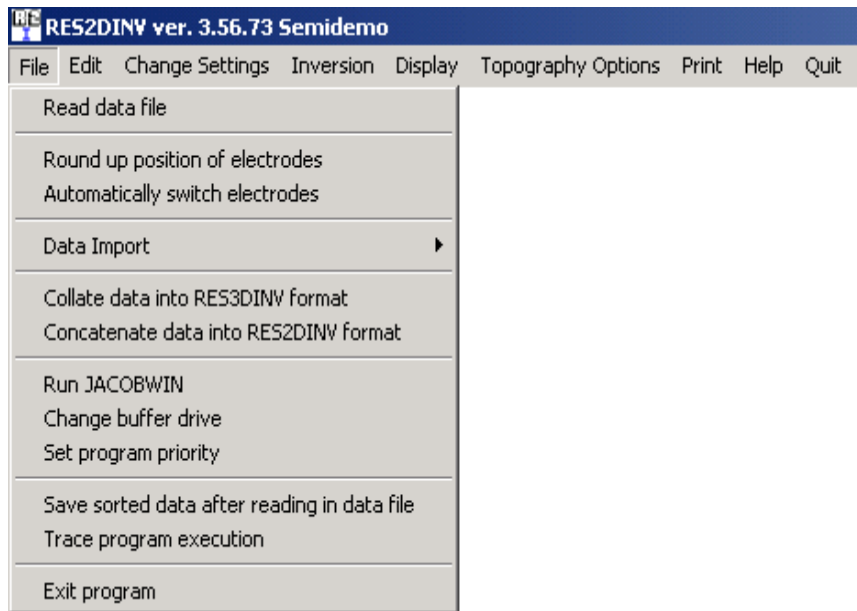 RES2DINV ver. 3.56.73 Semidemo
File Edit Change Settings Inversion Display Topography Options Print Help Quit
Read data file
Round up position of electrodes
Automatically switch electrodes
Data Import
Collate data into RES3DINV format
Concatenate data into RES2DINV format
Run JACOBWIN
Change buffer drive
Set program priority
Save sorted data after reading in data file
Trace program execution
Exit program